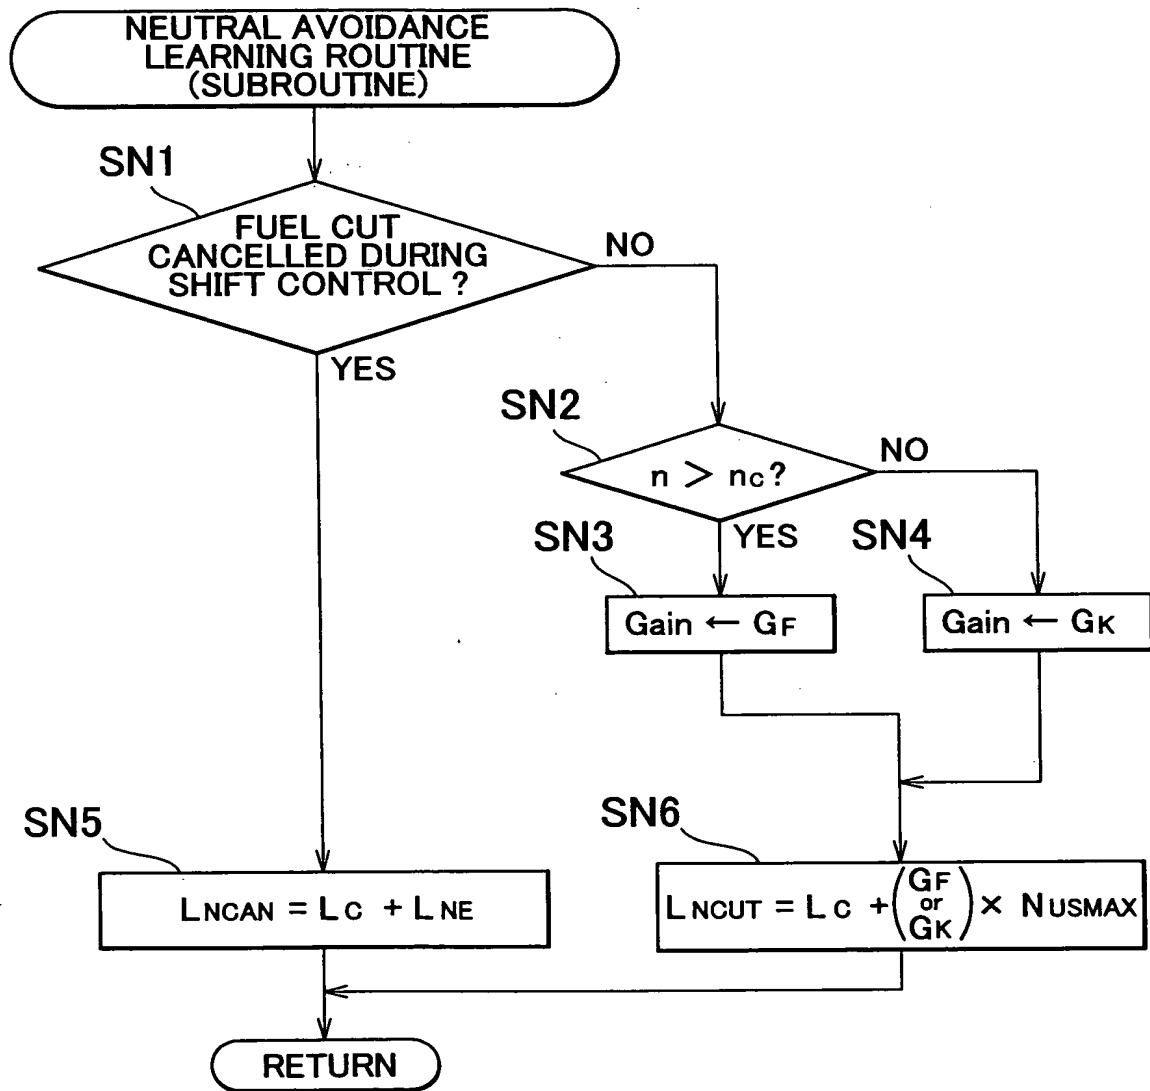 NEUTRAL AVOIDANCE
LEARNING ROUTINE
(SUBROUTINE)
SN1
FUEL CUT
CANCELLED DURING
SHIFT CONTROL ?
NO
YES
SN2
n > nc?
NO
YES
SN3
Gain ← GF
SN4
Gain ← GK
SN5
LNCAN = LC + LNE
SN6
LNCUT = LC + (GF or GK) × NUSMAX
RETURN